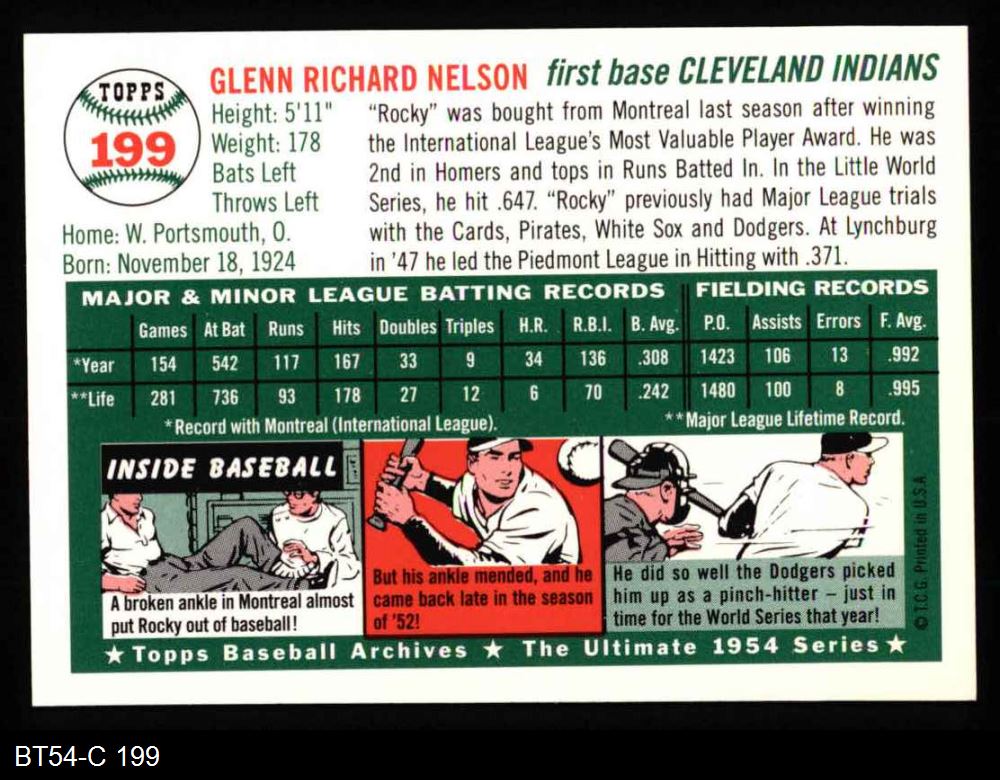 TOPPS
199
GLENN RICHARD NELSON first base CLEVELAND INDIANS
Height: 5'11"
Weight: 178
Bats Left
Throws Left
Home: W. Portsmouth, O.
Born: November 18, 1924
“Rocky” was bought from Montreal last season after winning
the International League’s Most Valuable Player Award. He was
2nd in Homers and tops in Runs Batted In. In the Little World
Series, he hit .647. “Rocky” previously had Major League trials
with the Cards, Pirates, White Sox and Dodgers. At Lynchburg
in ’47 he led the Piedmont League in Hitting with .371.
MAJOR & MINOR LEAGUE BATTING RECORDS FIELDING RECORDS
Games At Bat Runs Hits Doubles Triples H.R. R.B.I. B. Avg. P.O. Assists Errors F. Avg.
*Year 154 542 117 167 33 9 34 136 .308 1423 106 13 .992
**Life 281 736 93 178 27 12 6 70 .242 1480 100 8 .995
*Record with Montreal (International League). **Major League Lifetime Record.
INSIDE BASEBALL
A broken ankle in Montreal almost
put Rocky out of baseball!
But his ankle mended, and he
came back late in the season
of ’52!
He did so well the Dodgers picked
him up as a pinch-hitter – just in
time for the World Series that year!
© T.C.G. Printed in U.S.A
★ Topps Baseball Archives ★ The Ultimate 1954 Series ★
BT54-C 199